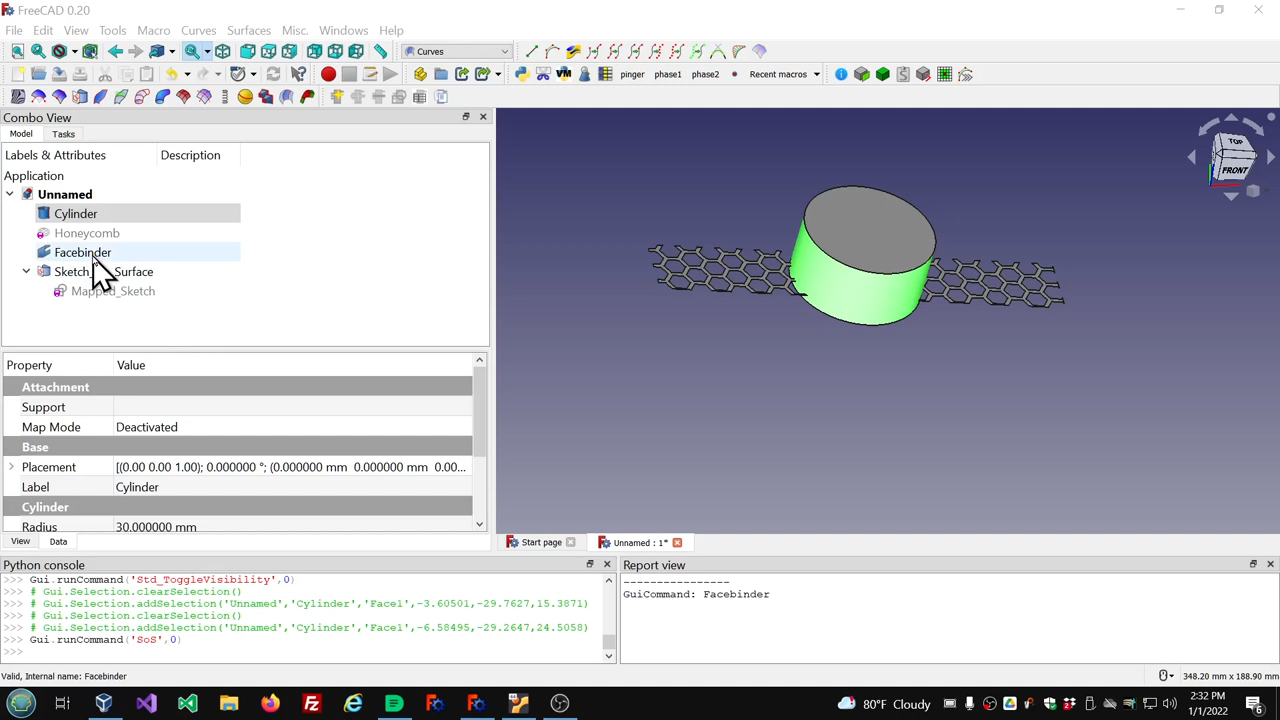 FreeCAD 0.20
File Edit View Tools Macro Curves Surfaces Misc. Windows Help
Curves
pinger phase1 phase2 Recent macros
Combo View
Model Tasks
Labels & Attributes Description
Application
Unnamed
Cylinder
Honeycomb
Facebinder
Sketch Surface
Mapped_Sketch
TOP
FRONT
Property Value
Attachment
Support
Map Mode Deactivated
Base
Placement [(0.00 0.00 1.00); 0.000000 °; (0.000000 mm 0.000000 mm 0.00...
Label Cylinder
Cylinder
Radius 30.000000 mm
View Data
Start page Unnamed : 1*
Python console
>>> Gui.runCommand('Std_ToggleVisibility',0)
>>> # Gui.Selection.clearSelection()
>>> # Gui.Selection.addSelection('Unnamed','Cylinder','Face1',-3.60501,-29.7627,15.3871)
>>> # Gui.Selection.clearSelection()
>>> # Gui.Selection.addSelection('Unnamed','Cylinder','Face1',-6.58495,-29.2647,24.5058)
>>> Gui.runCommand('SoS',0)
>>>
Report view
----------------
GuiCommand: Facebinder
Valid, Internal name: Facebinder
348.20 mm x 188.90 mm
80°F Cloudy
2:32 PM
1/1/2022
6